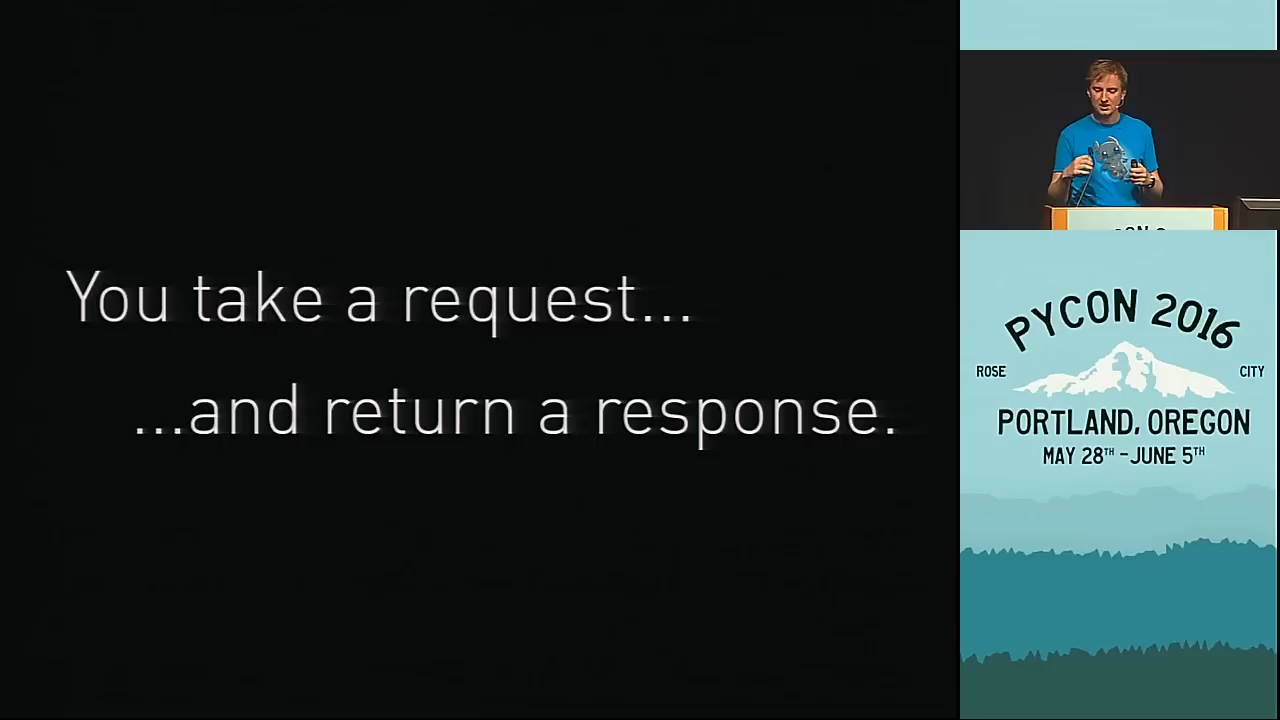 You take a request...
...and return a response.
PYCON 2016
ROSE CITY
PORTLAND, OREGON
MAY 28TH - JUNE 5TH